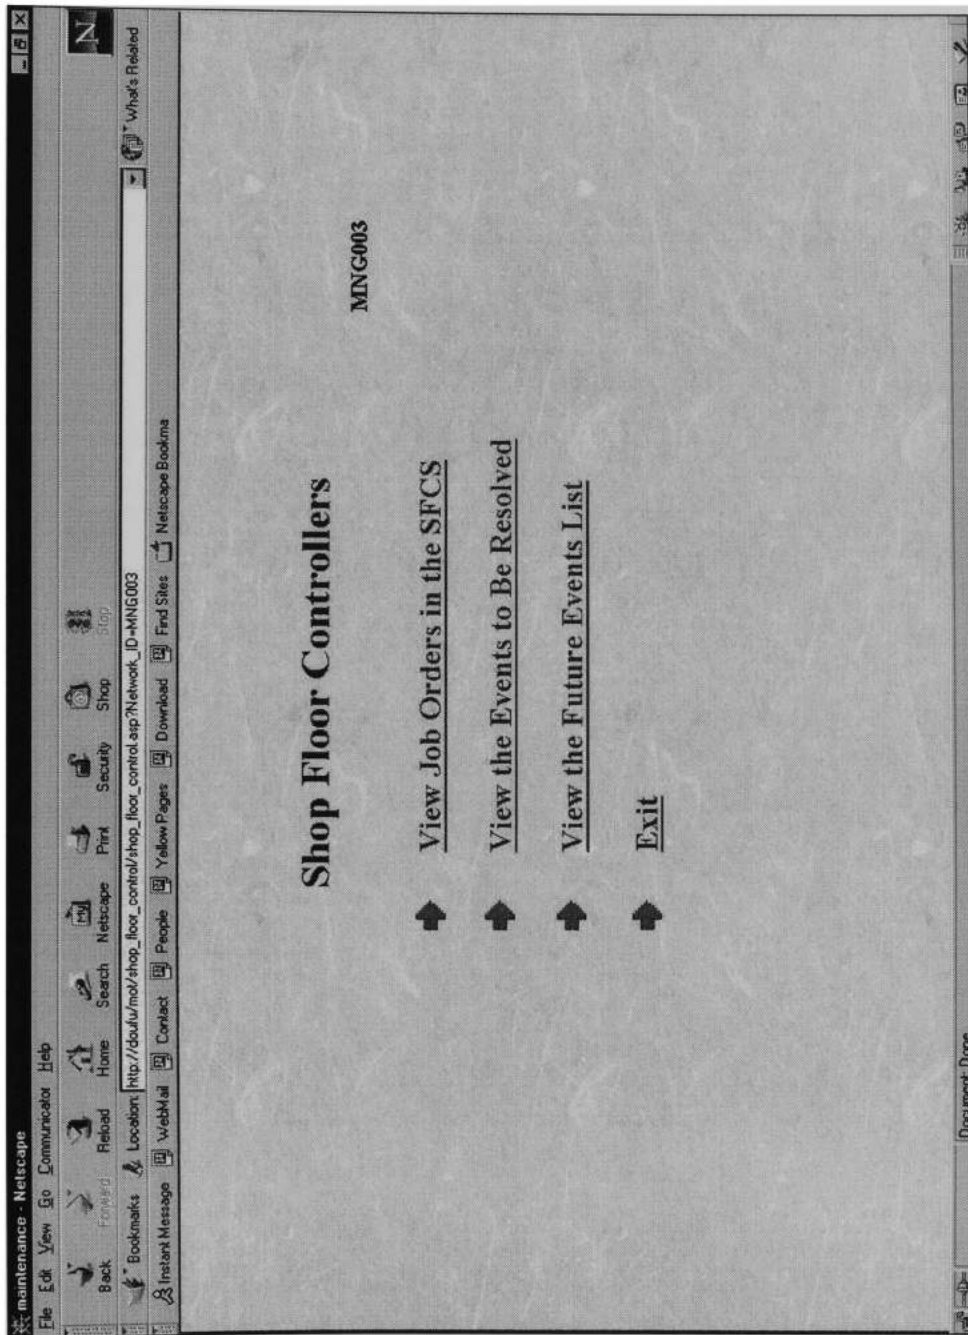 maintenance - Netscape
File Edit View Go Communicator Help
Back Forward Reload Home Search Netscape Print Security Shop Stop
Bookmarks Location: http://doufu/mol/shop_floor_control/shop_floor_control.asp?Network_ID=MNG003 What's Related
Instant Message WebMail Contact People Yellow Pages Download Find Sites Netscape Bookma
Shop Floor Controllers
MNG003
View Job Orders in the SFCS
View the Events to Be Resolved
View the Future Events List
Exit
Document: Done